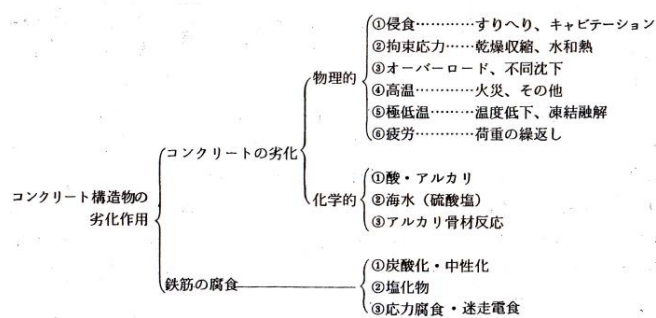 ①侵食…………すりへり、キャビテーション
②拘束応力……乾燥収縮、水和熱
物理的
③オーバーロード、不同沈下
④高温…………火災、その他
⑤極低温………温度低下、凍結融解
⑥疲労…………荷重の繰返し
コンクリートの劣化
①酸・アルカリ
化学的
②海水（硫酸塩）
③アルカリ骨材反応
コンクリート構造物の
劣化作用
①炭酸化・中性化
鉄筋の腐食
②塩化物
③応力腐食・迷走電食